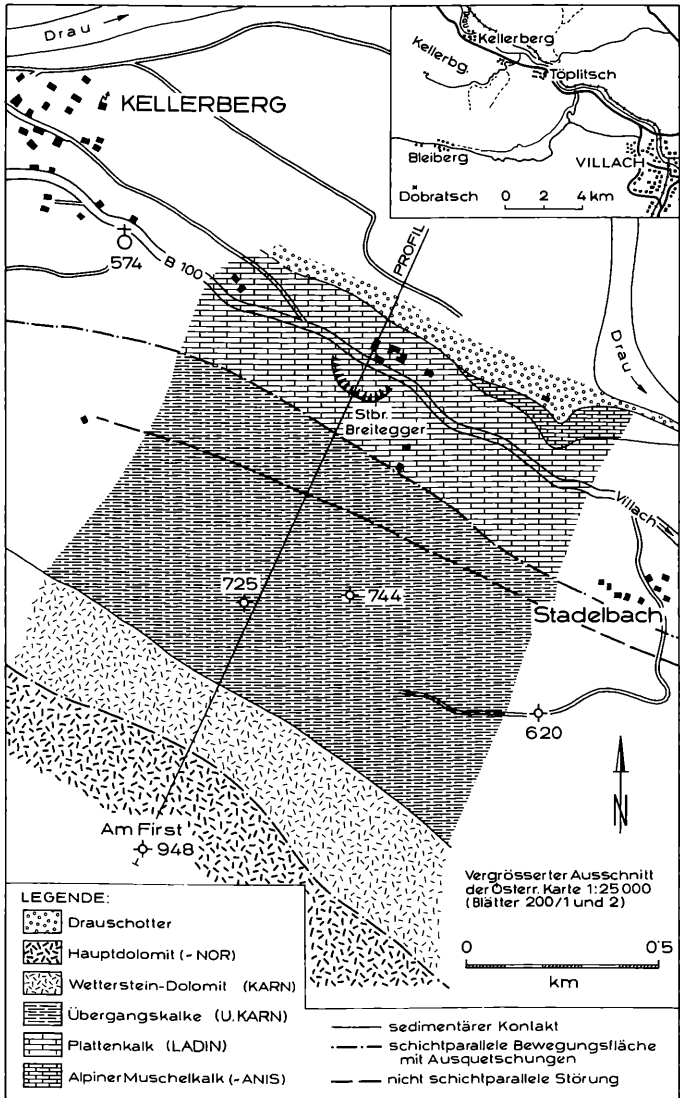 Drau
KELLERBERG
574
B 100
PROFIL
Kellerberg
Kellerbg.
Töplitsch
Bleiberg
VILLACH
Dobratsch
0 2 4 km
Drau
Stbr.
Breitegger
Villach
725
744
Stadelbach
620
N
Am First
948
Vergrösserter Ausschnitt
der Österr. Karte 1:25 000
(Blätter 200/1 und 2)
0 0'5
km
LEGENDE:
Drauschotter
Hauptdolomit (~NOR)
Wetterstein-Dolomit (KARN)
Übergangskalke (U. KARN)
Plattenkalk (LADIN)
Alpiner Muschelkalk (~ANIS)
sedimentärer Kontakt
schichtparallele Bewegungsfläche
mit Ausquetschungen
nicht schichtparallele Störung